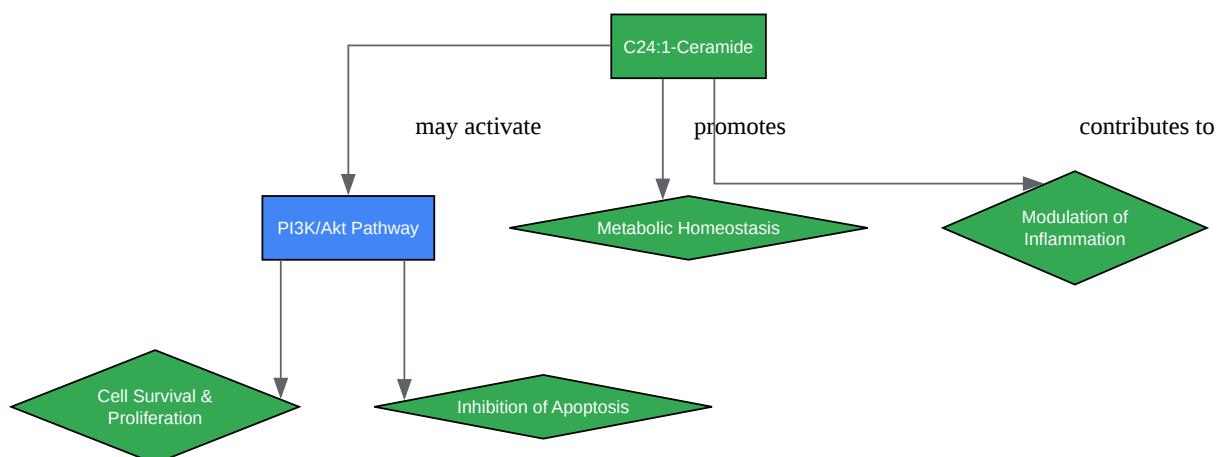 C24:1-Ceramide
may activate
promotes
contributes to
PI3K/Akt Pathway
Metabolic Homeostasis
Modulation of
Inflammation
Cell Survival &
Proliferation
Inhibition of Apoptosis